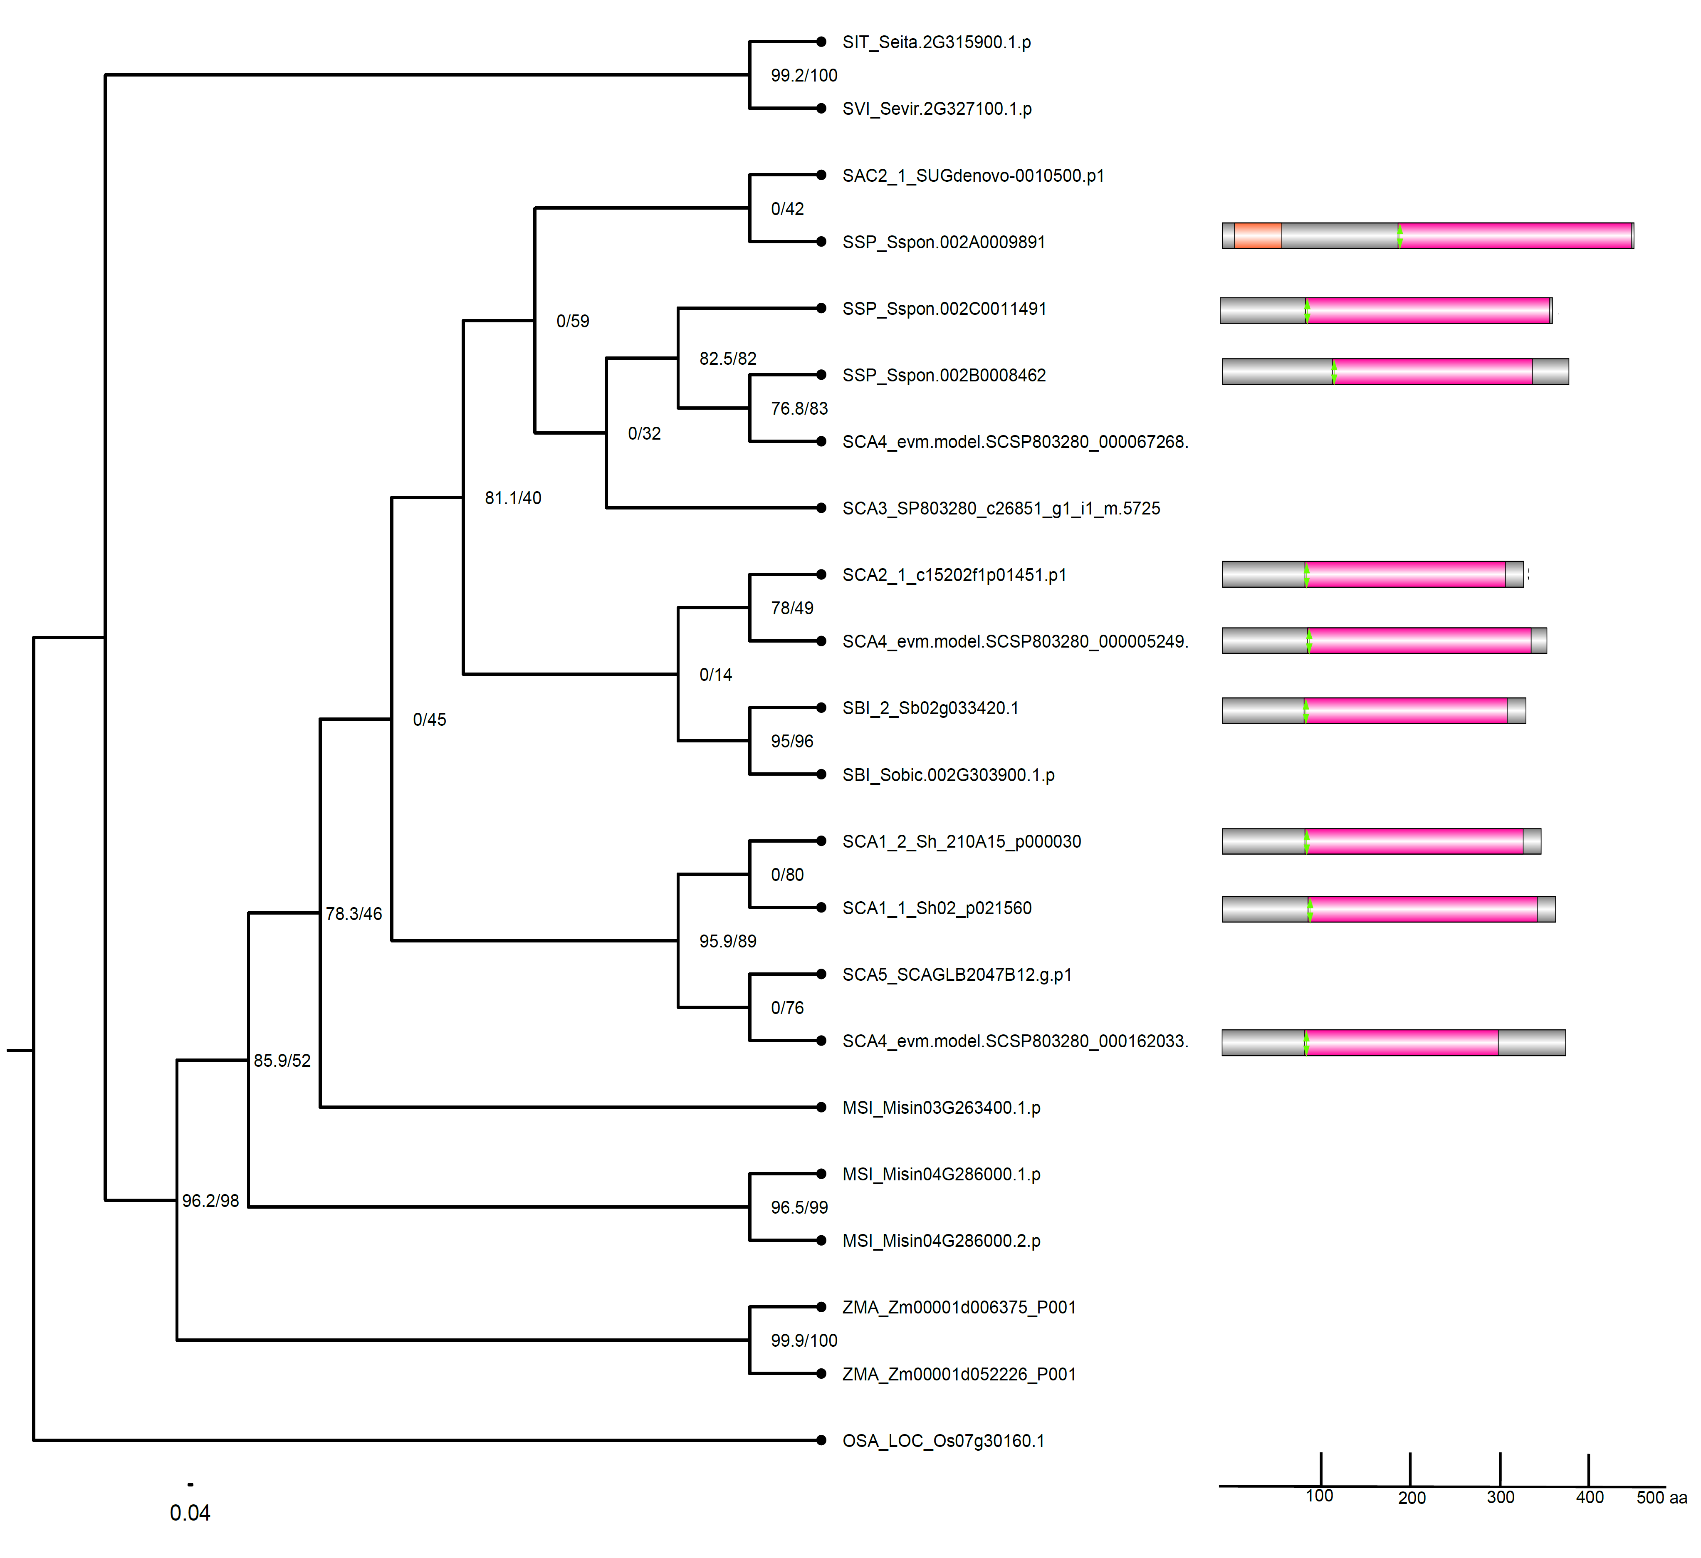 SIT_Seita.2G315900.1.p
99.2/100
SVI_Sevir.2G327100.1.p
SAC2_1_SUGdenovo-0010500.p1
0/42
SSP_Sspon.002A0009891
SSP_Sspon.002C0011491
0/59
82.5/82
SSP_Sspon.002B0008462
76.8/83
0/32
SCA4_evm.model.SCSP803280_000067268.
81.1/40
SCA3_SP803280_c26851_g1_i1_m.5725
SCA2_1_c15202f1p01451.p1
78/49
SCA4_evm.model.SCSP803280_000005249.
0/14
SBI_2_Sb02g033420.1
0/45
95/96
SBI_Sobic.002G303900.1.p
SCA1_2_Sh_210A15_p000030
0/80
SCA1_1_Sh02_p021560
78.3/46
95.9/89
SCA5_SCAGLB2047B12.g.p1
0/76
SCA4_evm.model.SCSP803280_000162033.
85.9/52
MSI_Misin03G263400.1.p
MSI_Misin04G286000.1.p
96.2/98
96.5/99
MSI_Misin04G286000.2.p
ZMA_Zm00001d006375_P001
99.9/100
ZMA_Zm00001d052226_P001
OSA_LOC_Os07g30160.1
0.04
100 200 300 400 500 aa